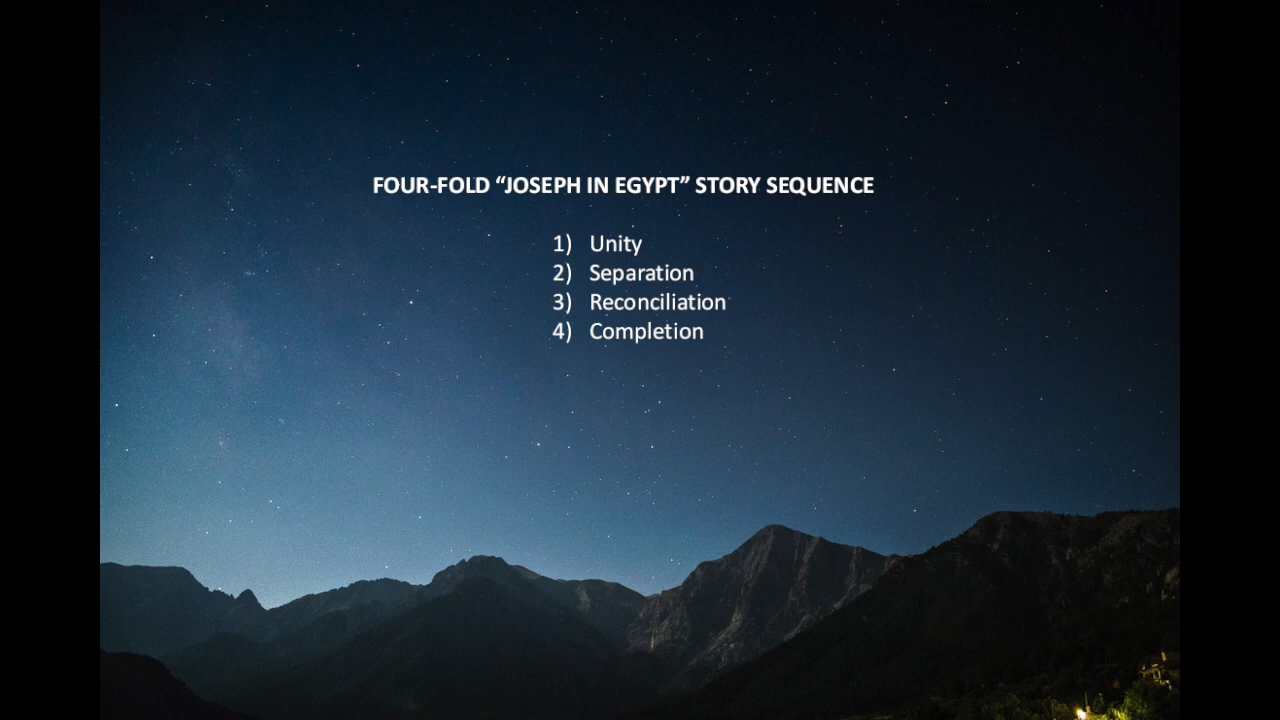 FOUR-FOLD “JOSEPH IN EGYPT” STORY SEQUENCE
1) Unity
2) Separation
3) Reconciliation
4) Completion